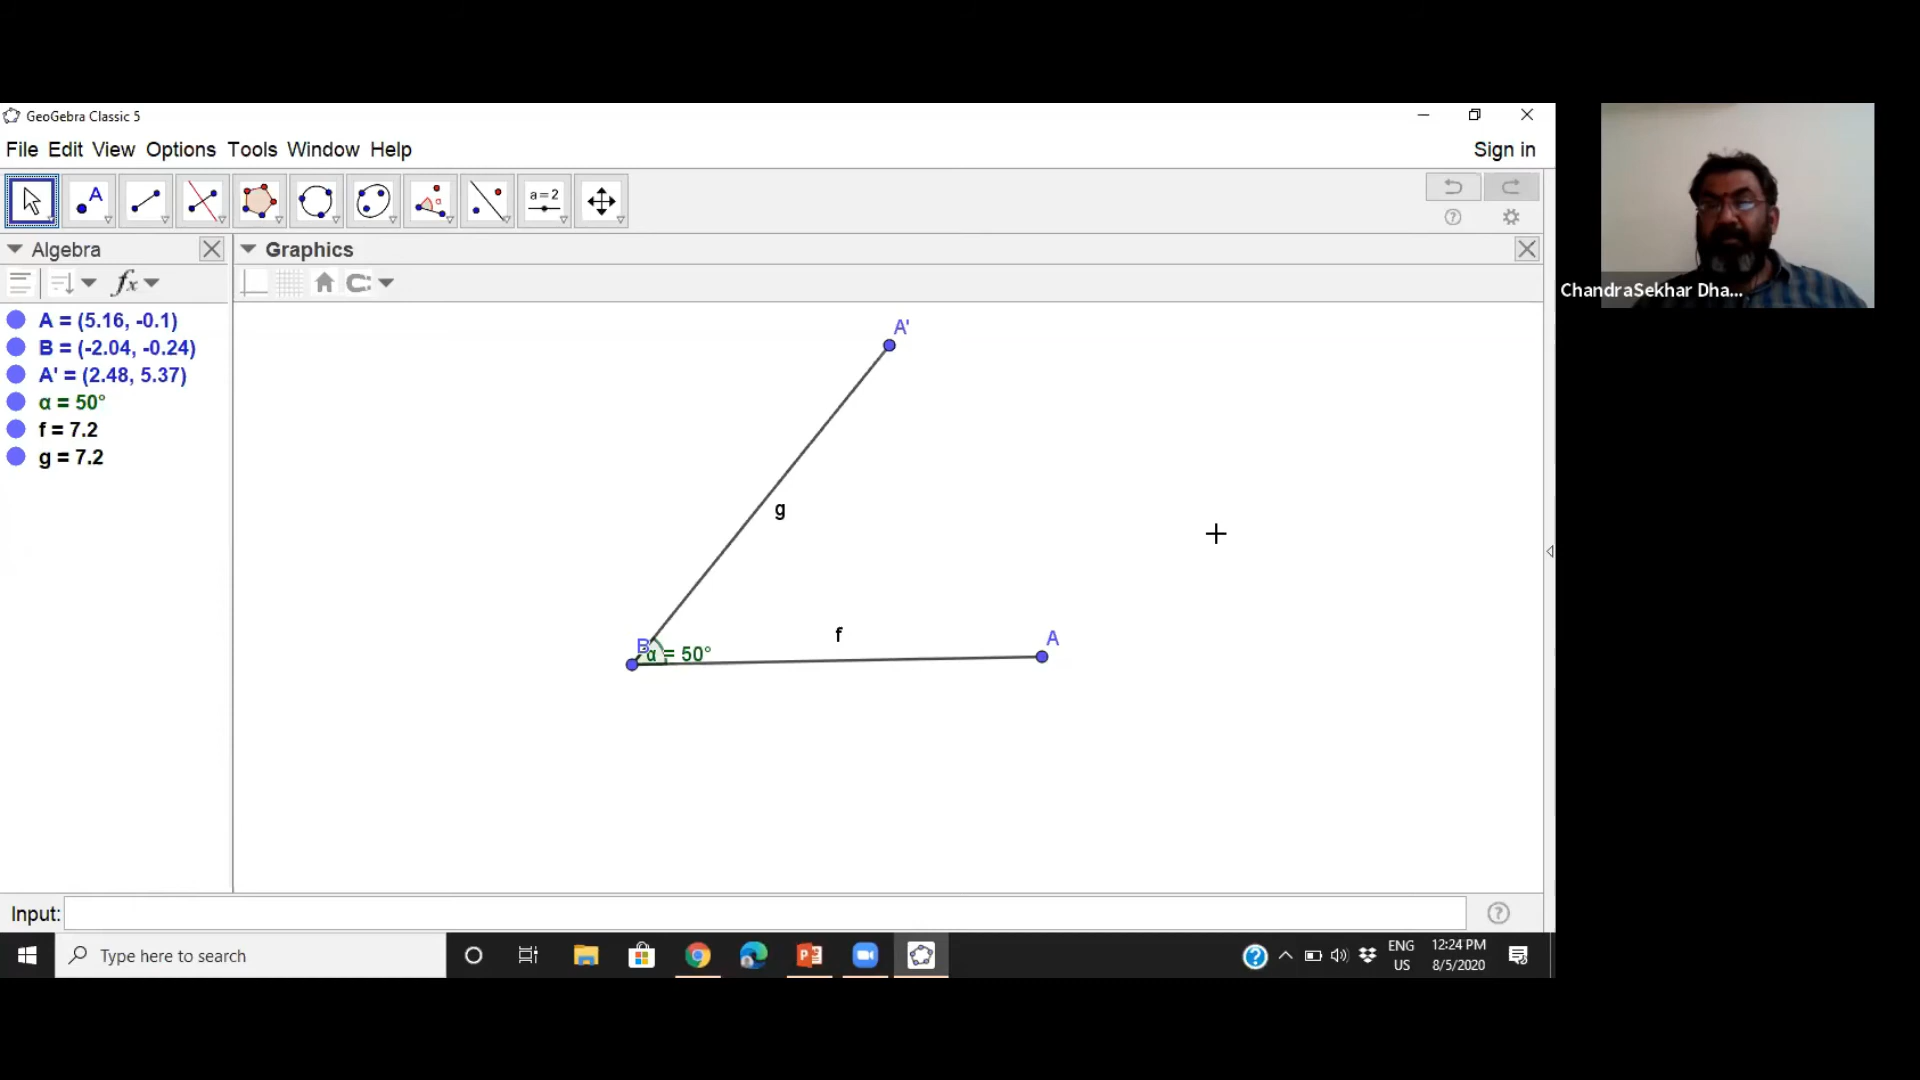 GeoGebra Classic 5
File Edit View Options Tools Window Help
Sign in
A
a=2
Algebra
Graphics
fx
A = (5.16, -0.1)
B = (-2.04, -0.24)
A' = (2.48, 5.37)
α = 50°
f = 7.2
g = 7.2
A'
g
f
A
B
α = 50°
ChandraSekhar Dha...
Input:
Type here to search
ENG
US
12:24 PM
8/5/2020